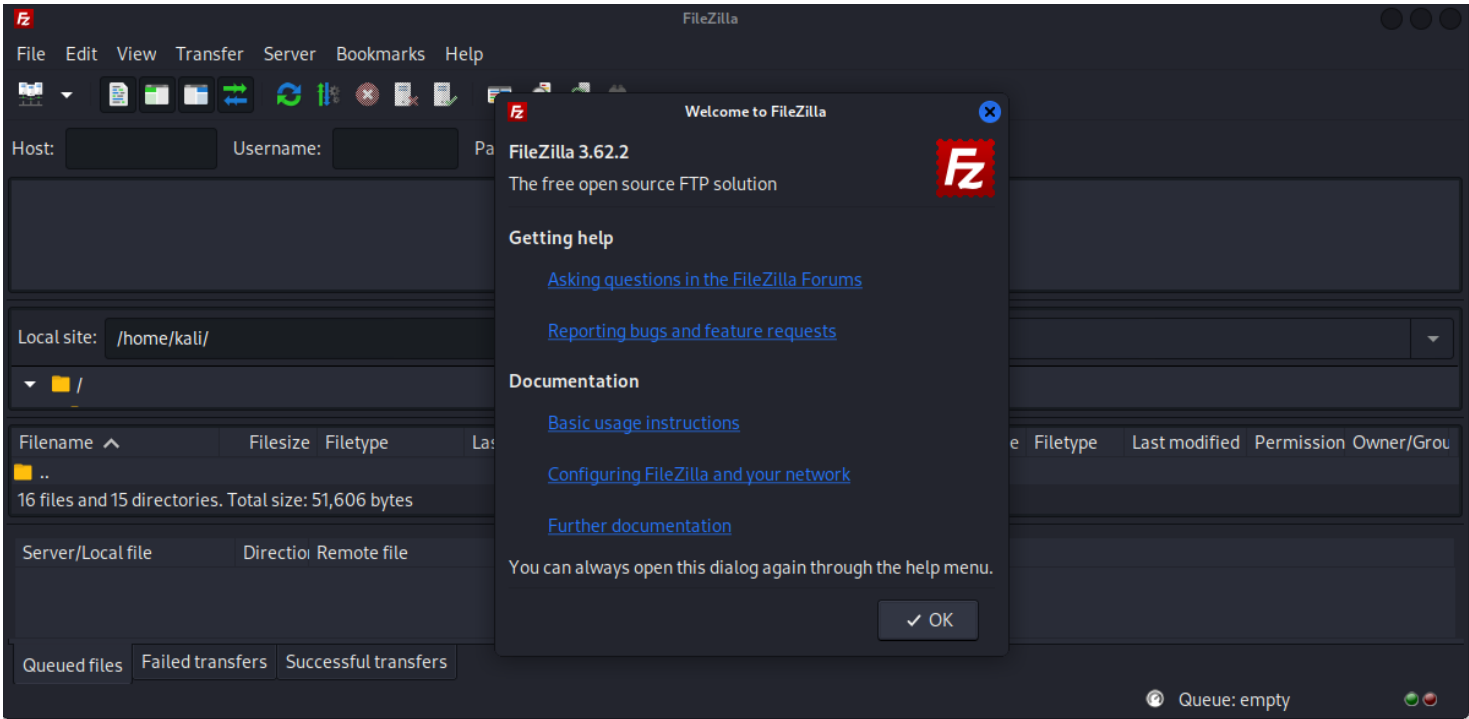 FileZilla
File Edit View Transfer Server Bookmarks Help
Welcome to FileZilla
Host: Username: Pa
FileZilla 3.62.2
The free open source FTP solution
Fz
Getting help
Asking questions in the FileZilla Forums
Reporting bugs and feature requests
Local site: /home/kali/
/
Documentation
Basic usage instructions
Configuring FileZilla and your network
Further documentation
You can always open this dialog again through the help menu.
OK
Filename Filesize Filetype Las e Filetype Last modified Permission Owner/Grou
..
16 files and 15 directories. Total size: 51,606 bytes
Server/Local file Direction Remote file
Queued files Failed transfers Successful transfers
Queue: empty